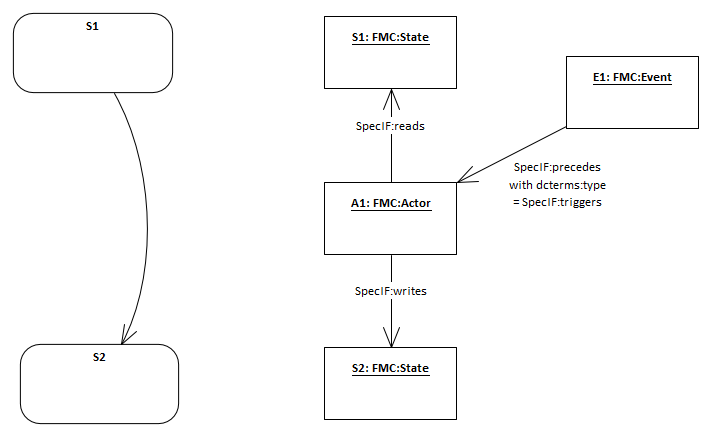 S1
S1: FMC:State
E1: FMC:Event
SpecIF:reads
SpecIF:precedes
with dcterms:type
= SpecIF:triggers
A1: FMC:Actor
SpecIF:writes
S2
S2: FMC:State